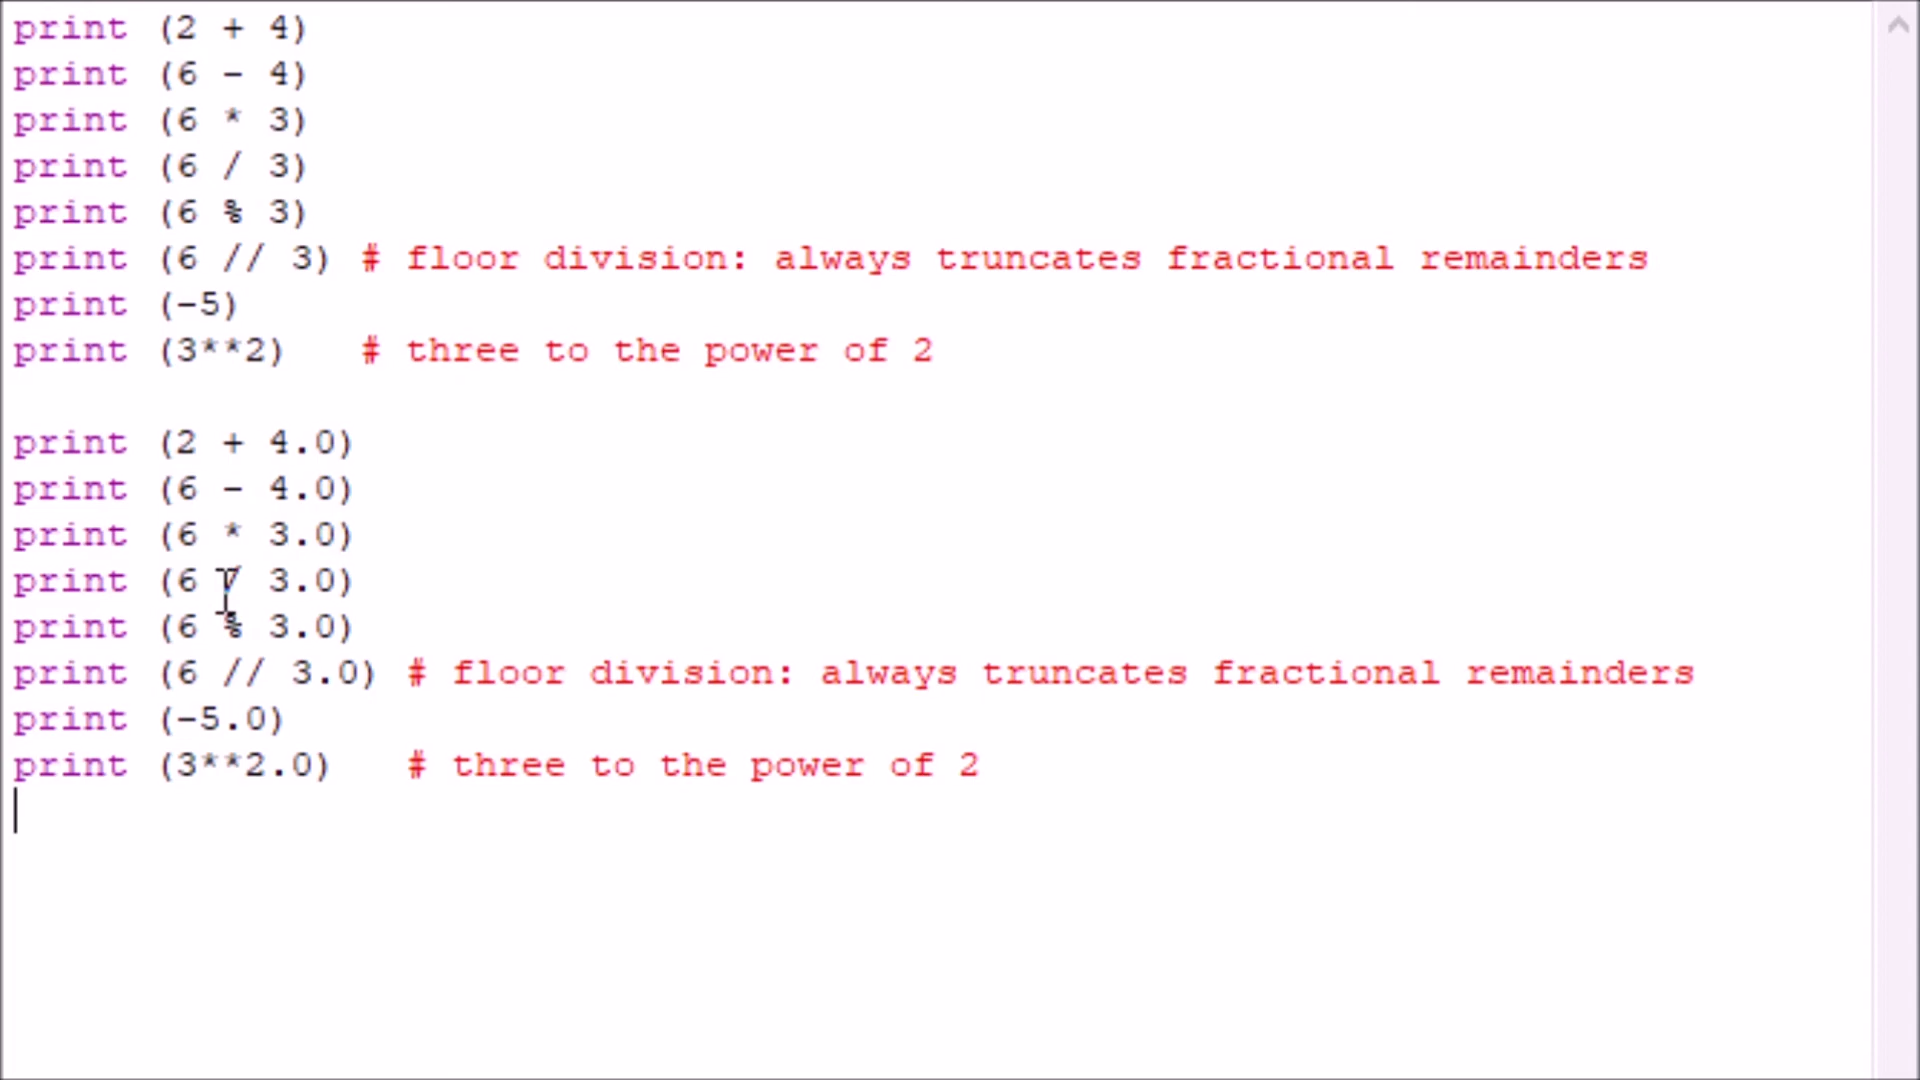 print (2 + 4)
print (6 - 4)
print (6 * 3)
print (6 / 3)
print (6 % 3)
print (6 // 3) # floor division: always truncates fractional remainders
print (-5)
print (3**2)   # three to the power of 2
print (2 + 4.0)
print (6 - 4.0)
print (6 * 3.0)
print (6 / 3.0)
print (6 % 3.0)
print (6 // 3.0) # floor division: always truncates fractional remainders
print (-5.0)
print (3**2.0)   # three to the power of 2